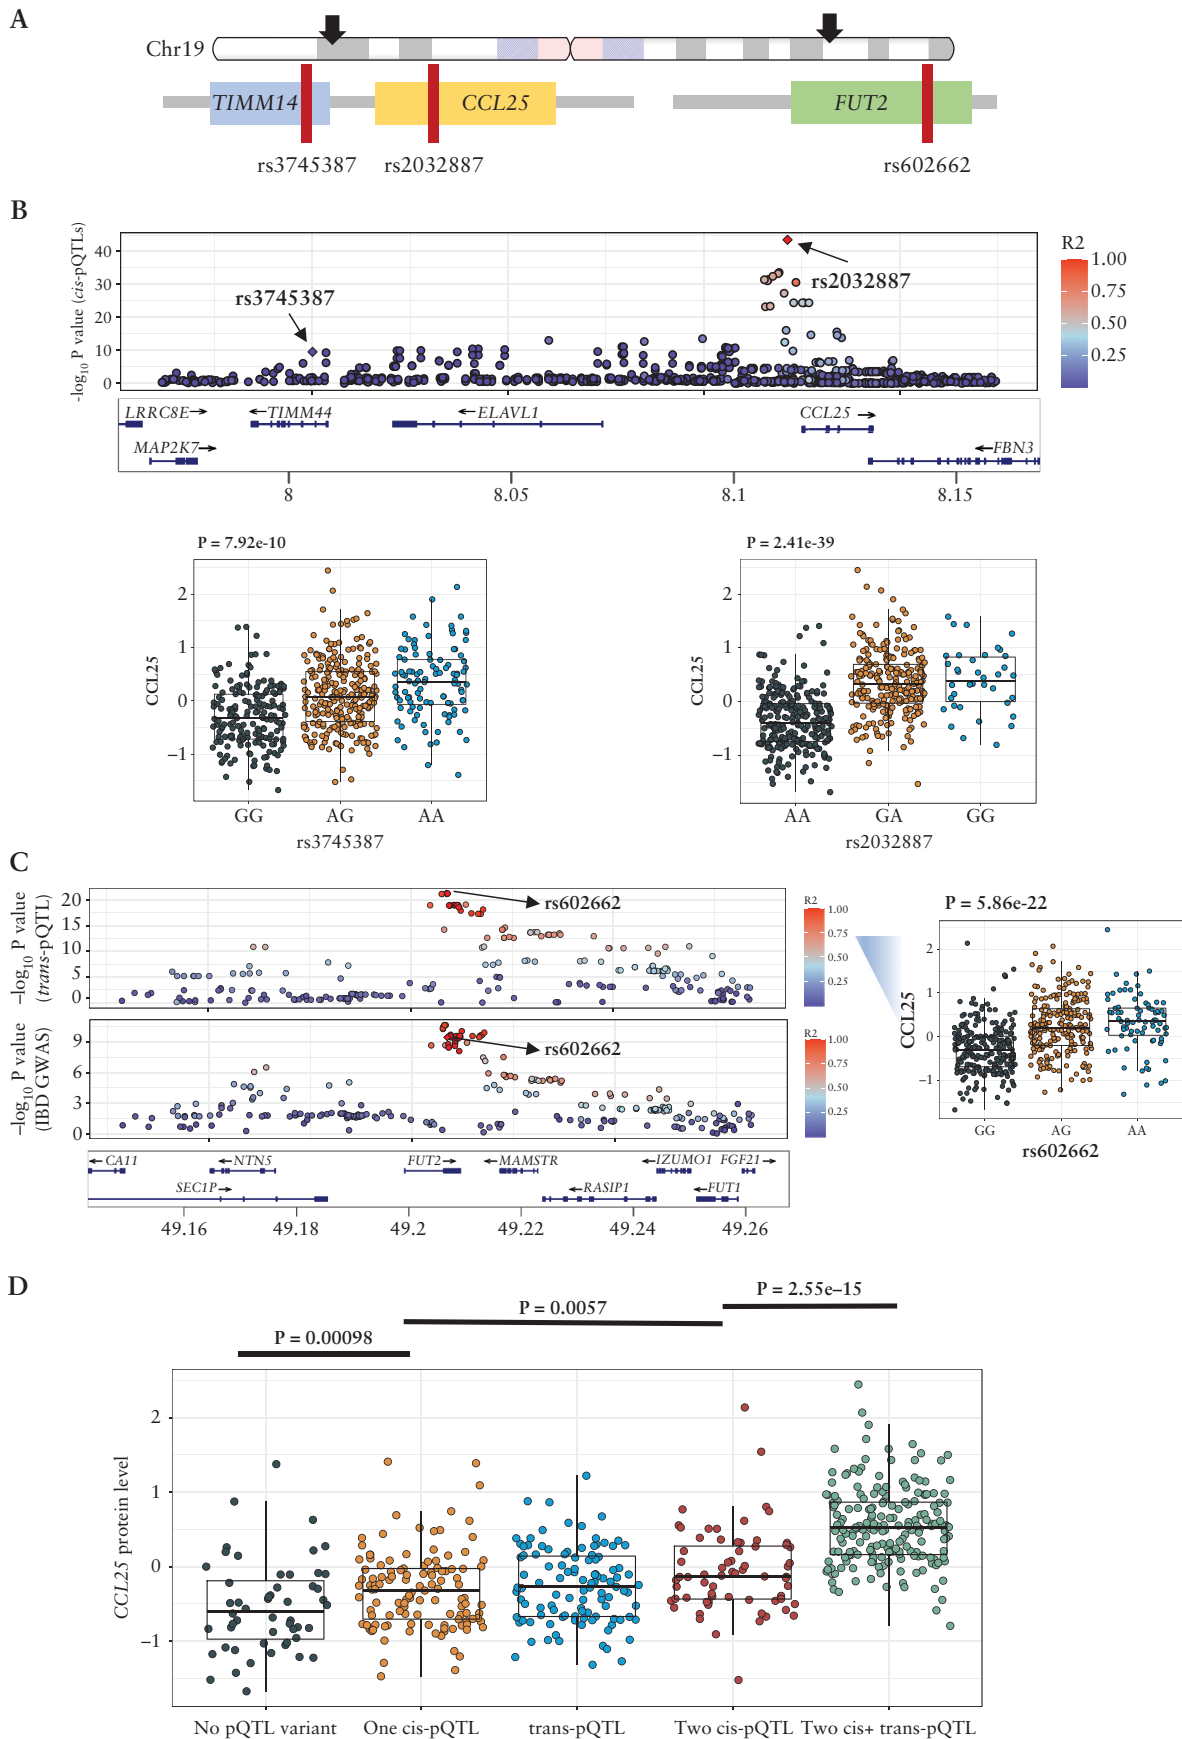 A
Chr19
TIMM14
CCL25
FUT2
rs3745387
rs2032887
rs602662
B
-log10 P value (cis-pQTLs)
40
30
20
10
0
rs3745387
rs2032887
R2
1.00
0.75
0.50
0.25
LRRC8E
TIMM44
ELAVL1
CCL25
MAP2K7
FBN3
8
8.05
8.1
8.15
P = 7.92e-10
CCL25
2
1
0
−1
GG
AG
AA
rs3745387
P = 2.41e-39
CCL25
2
1
0
−1
AA
GA
GG
rs2032887
C
−log10 P value
(trans-pQTL)
20
15
10
5
0
rs602662
R2
1.00
0.75
0.50
0.25
−log10 P value
(IBD GWAS)
9
6
3
0
rs602662
R2
1.00
0.75
0.50
0.25
CA11
NTN5
FUT2
MAMSTR
IZUMO1
FGF21
SEC1P
RASIP1
FUT1
49.16
49.18
49.2
49.22
49.24
49.26
P = 5.86e-22
CCL25
2
1
0
−1
GG
AG
AA
rs602662
D
P = 0.00098
P = 0.0057
P = 2.55e–15
CCL25 protein level
2
1
0
−1
No pQTL variant
One cis-pQTL
trans-pQTL
Two cis-pQTL
Two cis+ trans-pQTL